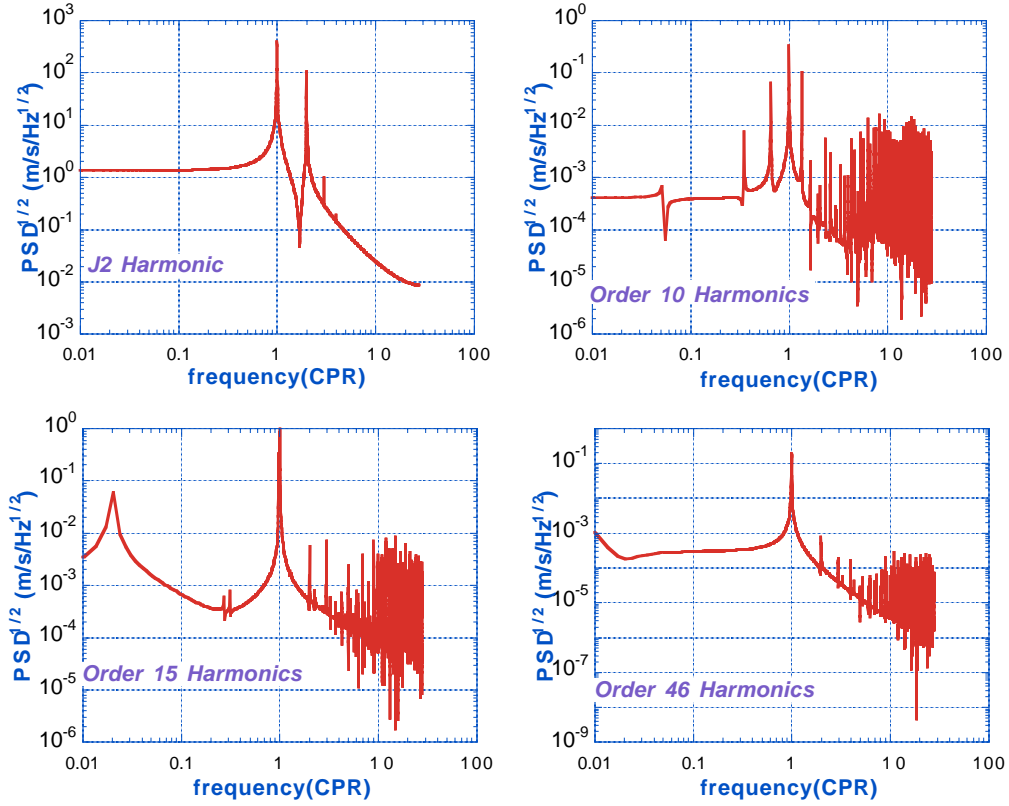 10^3
10^2
10^1
10^0
10^-1
10^-2
10^-3
PSD^1/2 (m/s/Hz^1/2)
J2 Harmonic
0.01 0.1 1 10 100
frequency(CPR)
10^0
10^-1
10^-2
10^-3
10^-4
10^-5
10^-6
PSD^1/2 (m/s/Hz^1/2)
Order 10 Harmonics
0.01 0.1 1 10 100
frequency(CPR)
10^0
10^-1
10^-2
10^-3
10^-4
10^-5
10^-6
PSD^1/2 (m/s/Hz^1/2)
Order 15 Harmonics
0.01 0.1 1 10 100
frequency(CPR)
10^-1
10^-3
10^-5
10^-7
10^-9
PSD^1/2 (m/s/Hz^1/2)
Order 46 Harmonics
0.01 0.1 1 10 100
frequency(CPR)